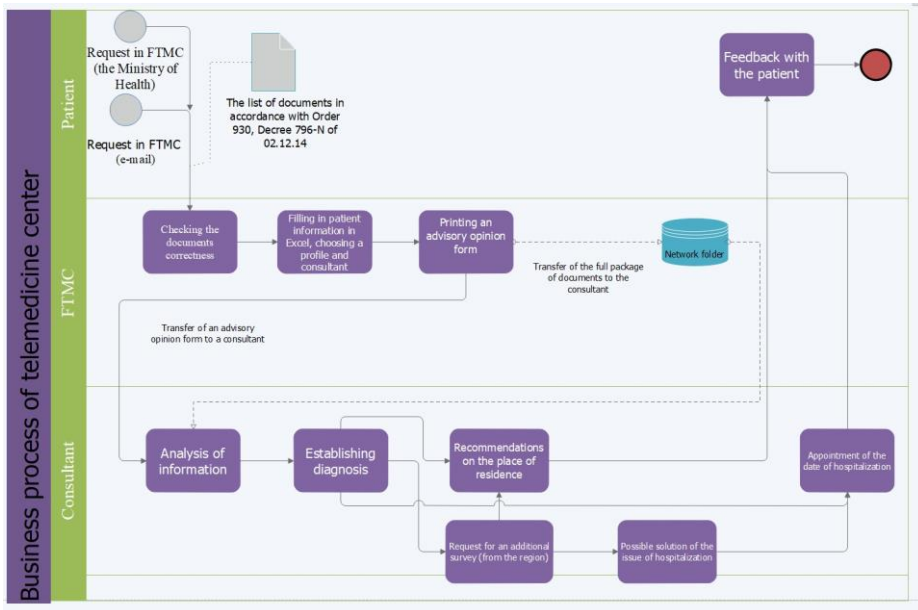 Business process of telemedicine center
Patient
Request in FTMC
(the Ministry of
Health)
Request in FTMC
(e-mail)
The list of documents in
accordance with Order
930, Decree 796-N of
02.12.14
Feedback with
the patient
FTMC
Checking the
documents
correctness
Filling in patient
information in
Excel, choosing a
profile and
consultant
Printing an
advisory opinion
form
Network folder
Transfer of the full package
of documents to the
consultant
Transfer of an advisory
opinion form to a consultant
Consultant
Analysis of
information
Establishing
diagnosis
Recommendations
on the place of
residence
Appointment of the
date of hospitalization
Request for an additional
survey (from the region)
Possible solution of the
issue of hospitalization